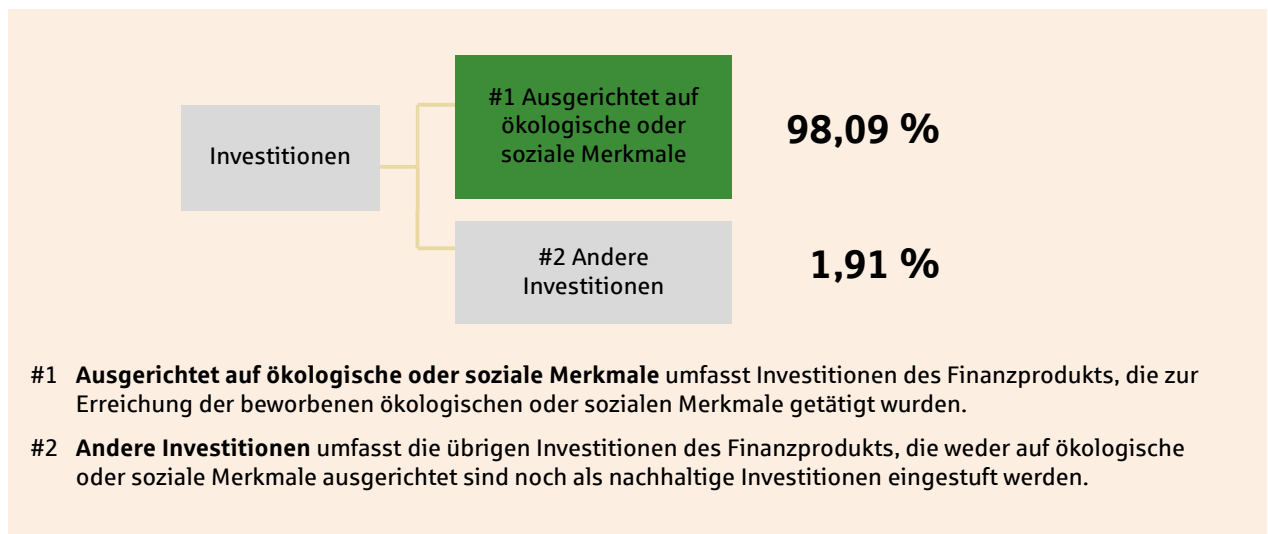 Investitionen
#1 Ausgerichtet auf
ökologische oder
soziale Merkmale
98,09 %
#2 Andere
Investitionen
1,91 %
#1 Ausgerichtet auf ökologische oder soziale Merkmale umfasst Investitionen des Finanzprodukts, die zur
Erreichung der beworbenen ökologischen oder sozialen Merkmale getätigt wurden.
#2 Andere Investitionen umfasst die übrigen Investitionen des Finanzprodukts, die weder auf ökologische
oder soziale Merkmale ausgerichtet sind noch als nachhaltige Investitionen eingestuft werden.